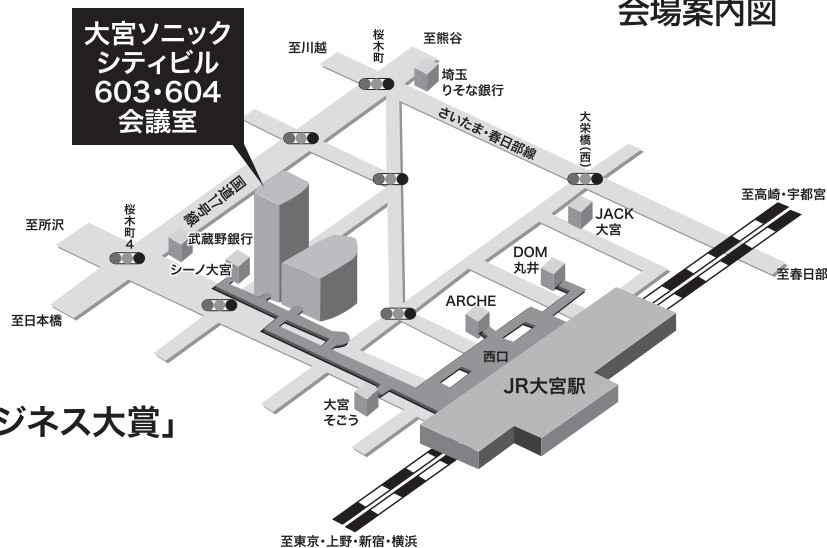 会場案内図
大宮ソニック
シティビル
603・604
会議室
至川越
桜木町
至熊谷
埼玉
りそな銀行
さいたま・春日部線
大栄橋(西)
国道17号線
至所沢
桜木町4
武蔵野銀行
シーノ大宮
至日本橋
JACK
大宮
至高崎・宇都宮
至春日部
DOM
丸井
ARCHE
西口
JR大宮駅
大宮
そごう
ジネス大賞」
至東京・上野・新宿・横浜